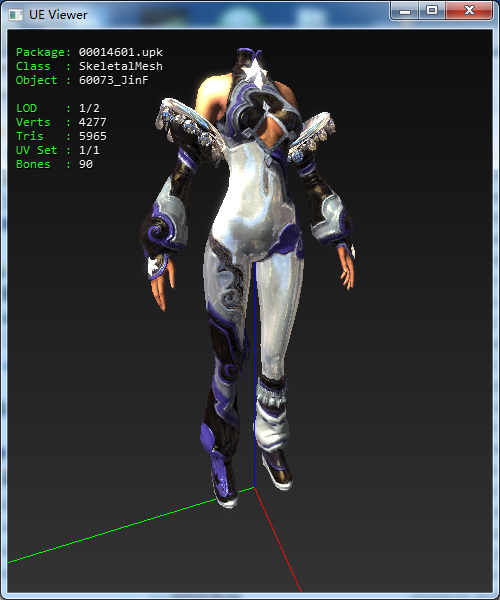 UE Viewer
Package: 00014601.upk
Class : SkeletalMesh
Object : 60073_JinF
LOD : 1/2
Verts : 4277
Tris : 5965
UV Set : 1/1
Bones : 90